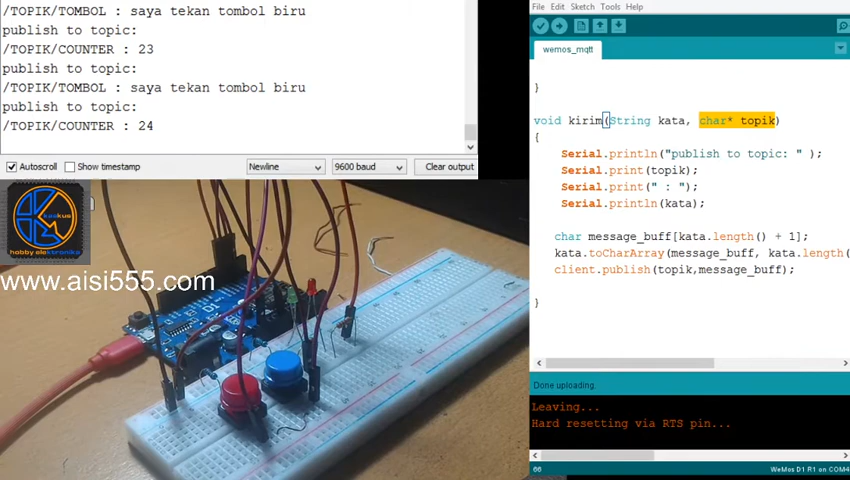 /TOPIK/TOMBOL : saya tekan tombol biru
publish to topic:
/TOPIK/COUNTER : 23
publish to topic:
/TOPIK/TOMBOL : saya tekan tombol biru
publish to topic:
/TOPIK/COUNTER : 24
Autoscroll Show timestamp Newline 9600 baud Clear output
kaskus
hobby elektronika
www.aisi555.com
D1
File Edit Sketch Tools Help
wemos_mqtt
}
void kirim(String kata, char* topik)
{
Serial.println("publish to topic: " );
Serial.print(topik);
Serial.print(" : ");
Serial.println(kata);
char message_buff[kata.length() + 1];
kata.toCharArray(message_buff, kata.length(
client.publish(topik,message_buff);
}
Done uploading.
Leaving...
Hard resetting via RTS pin...
66 WeMos D1 R1 on COM4